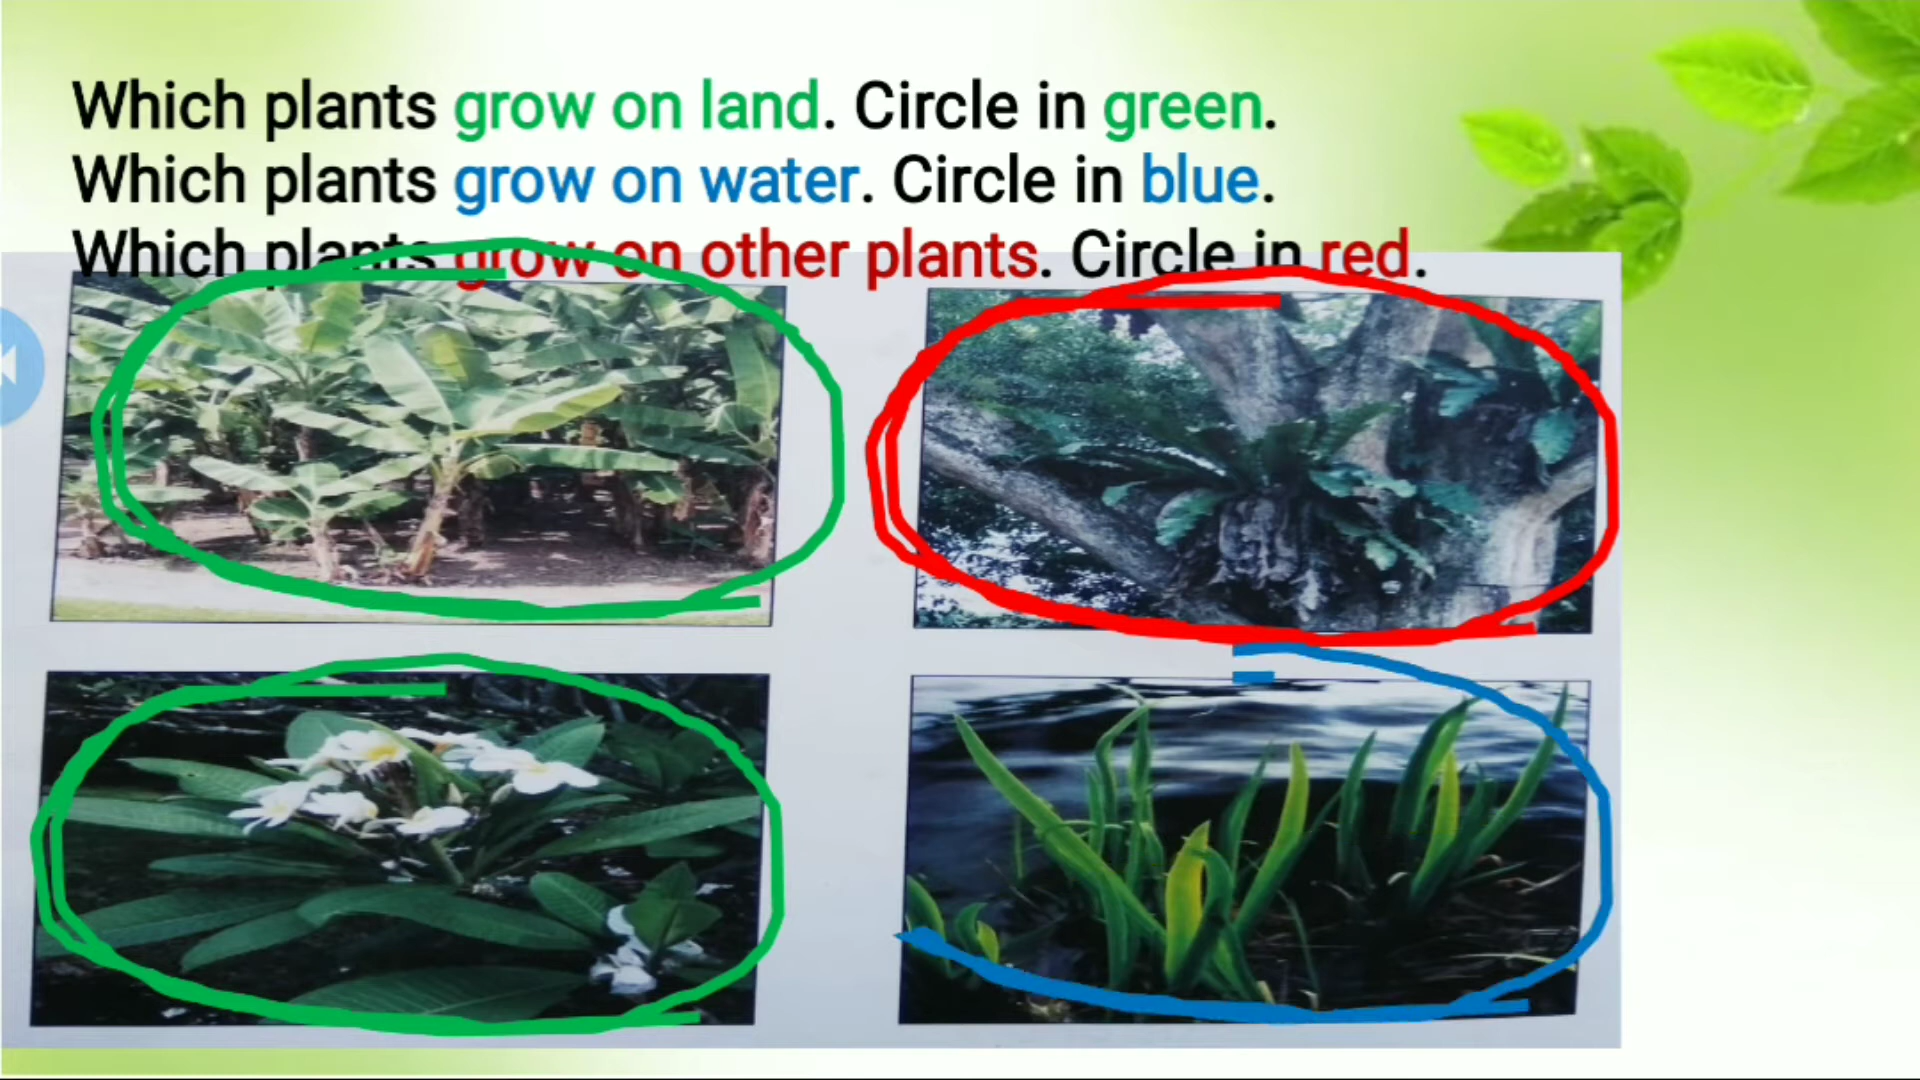 Which plants grow on land. Circle in green.
Which plants grow on water. Circle in blue.
Which plants grow on other plants. Circle in red.